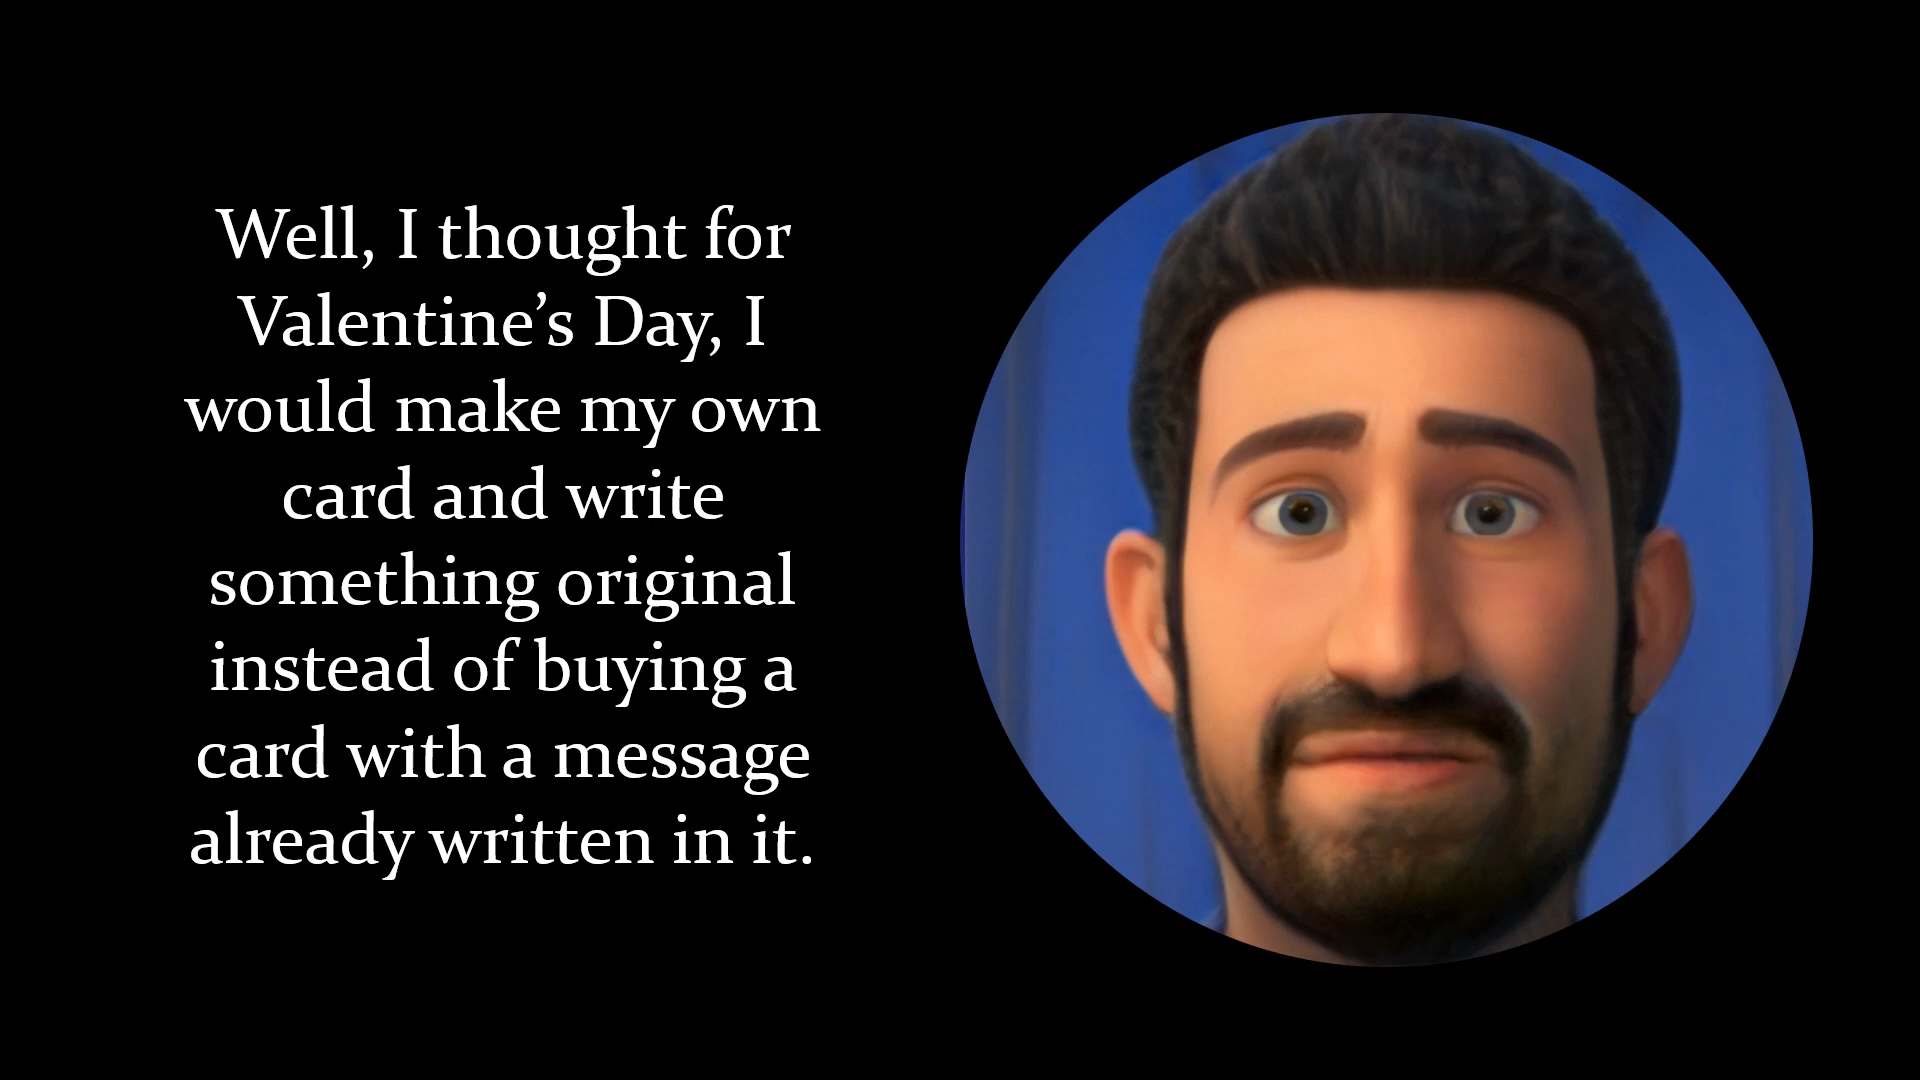 Well, I thought for
Valentine’s Day, I
would make my own
card and write
something original
instead of buying a
card with a message
already written in it.